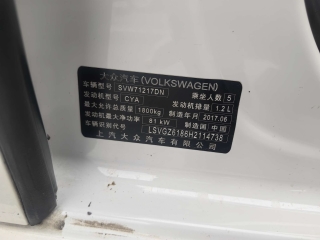 大众汽车(VOLKSWAGEN)
车辆型号 SVW71217DN 乘坐人数 5
发动机型号 CYA 发动机排量 1.2 L
最大允许总质量 1800kg 制造年月 2017.06
发动机最大净功率 81 kW 制造国 中国
车辆识别代号 LSVGZ6186H2114738
上汽大众汽车有限公司